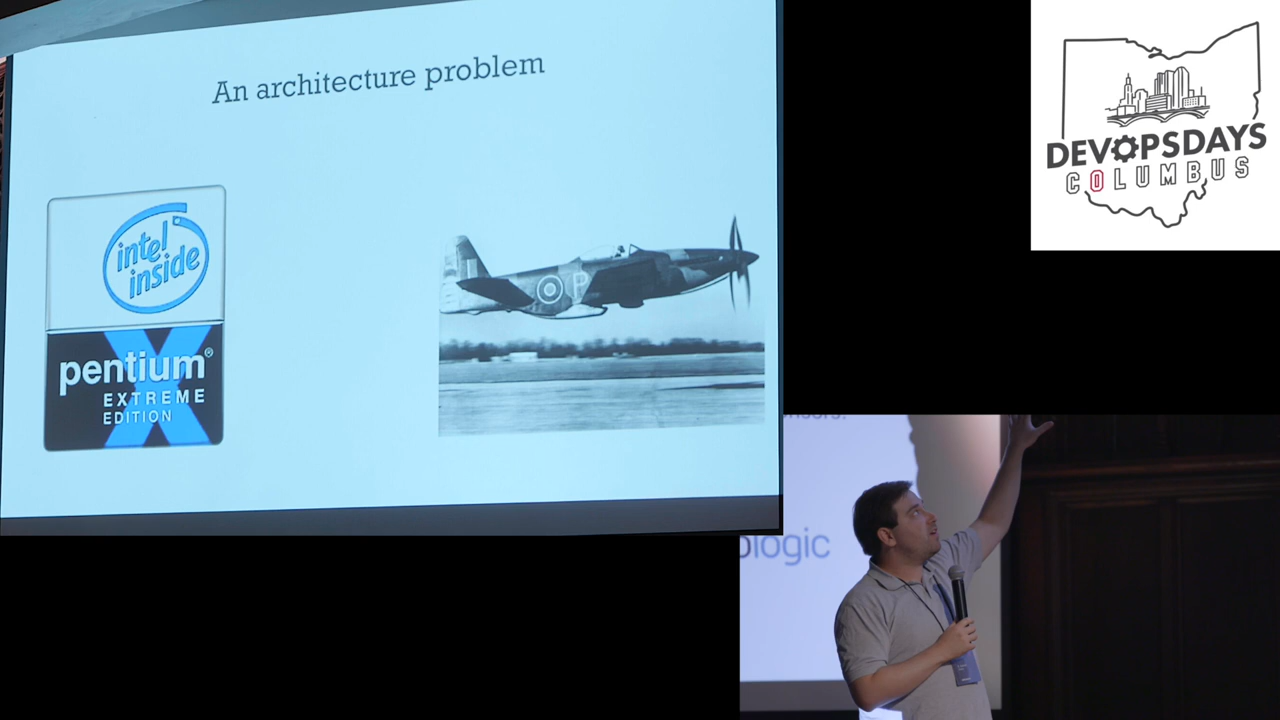 An architecture problem
intel
inside
pentium®
EXTREME
EDITION
P
DEVOPSDAYS
COLUMBUS
logic